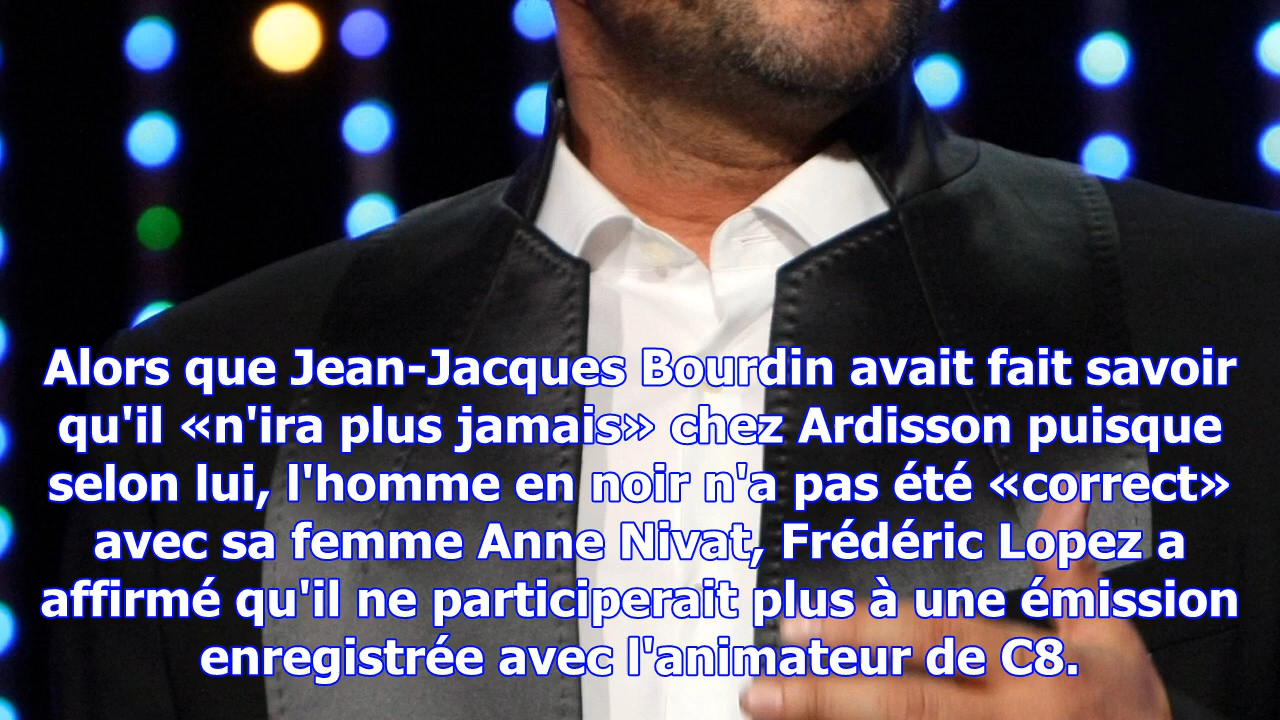 Alors que Jean-Jacques Bourdin avait fait savoir
qu'il «n'ira plus jamais» chez Ardisson puisque
selon lui, l'homme en noir n'a pas été «correct»
avec sa femme Anne Nivat, Frédéric Lopez a
affirmé qu'il ne participerait plus à une émission
enregistrée avec l'animateur de C8.